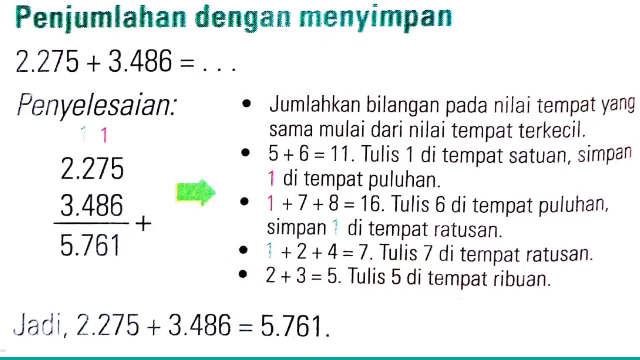 Penjumlahan dengan menyimpan
2.275 + 3.486 = . . .
Penyelesaian:
1 1
2.275
3.486 +
5.761
• Jumlahkan bilangan pada nilai tempat yang
sama mulai dari nilai tempat terkecil.
• 5 + 6 = 11. Tulis 1 di tempat satuan, simpan
1 di tempat puluhan.
• 1 + 7 + 8 = 16. Tulis 6 di tempat puluhan,
simpan 1 di tempat ratusan.
• 1 + 2 + 4 = 7. Tulis 7 di tempat ratusan.
• 2 + 3 = 5. Tulis 5 di tempat ribuan.
Jadi, 2.275 + 3.486 = 5.761.